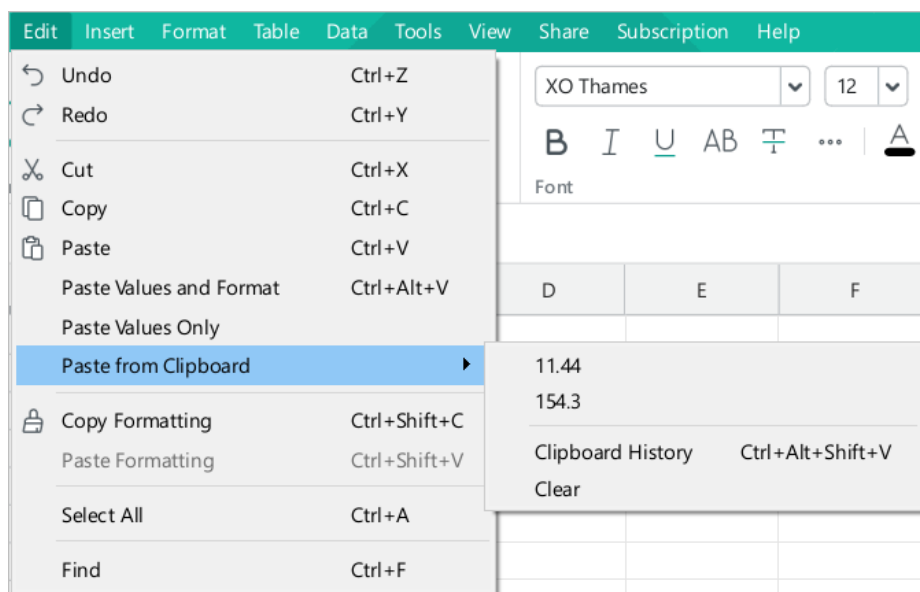 Edit Insert Format Table Data Tools View Share Subscription Help
Undo Ctrl+Z
Redo Ctrl+Y
Cut Ctrl+X
Copy Ctrl+C
Paste Ctrl+V
Paste Values and Format Ctrl+Alt+V
Paste Values Only
Paste from Clipboard
Copy Formatting Ctrl+Shift+C
Paste Formatting Ctrl+Shift+V
Select All Ctrl+A
Find Ctrl+F
XO Thames 12
B I U AB T A
Font
D E F
11.44
154.3
Clipboard History Ctrl+Alt+Shift+V
Clear